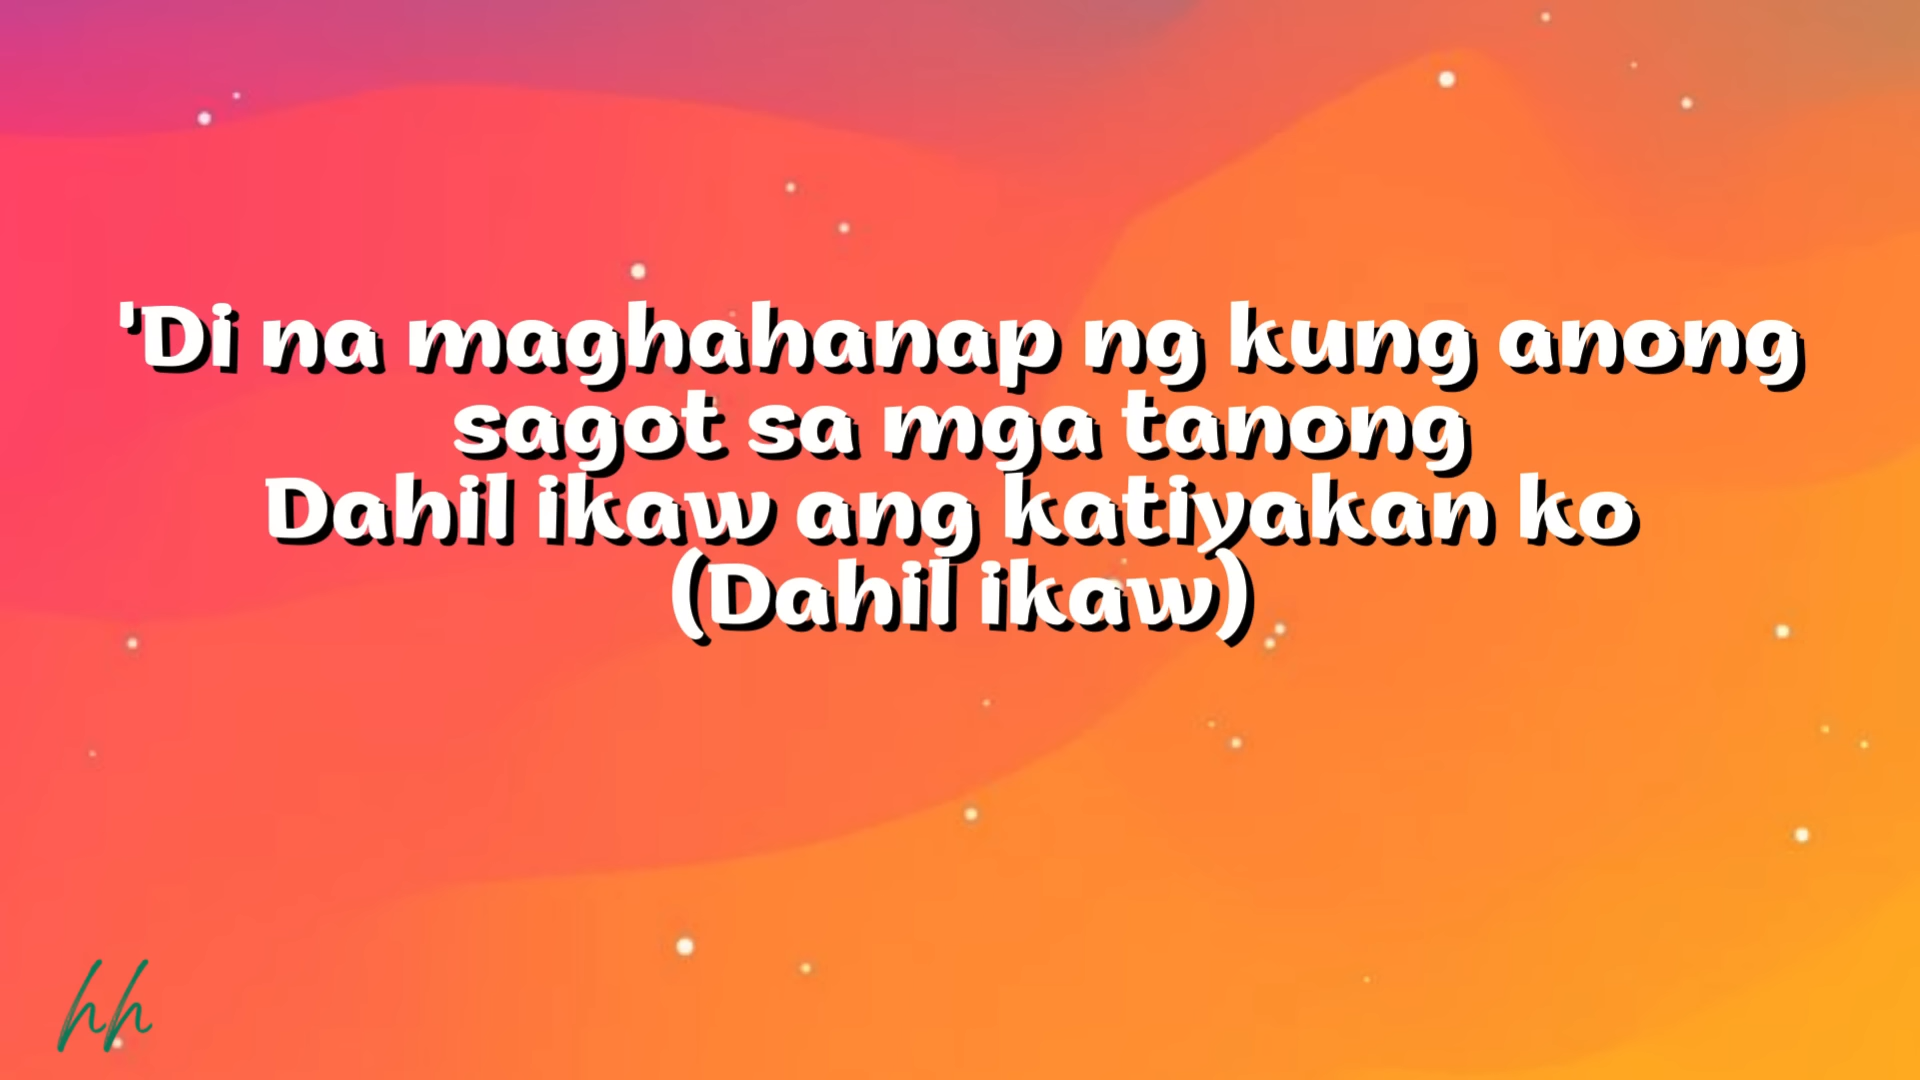 'Di na maghahanap ng kung anong
sagot sa mga tanong
Dahil ikaw ang katiyakan ko
(Dahil ikaw)
hh